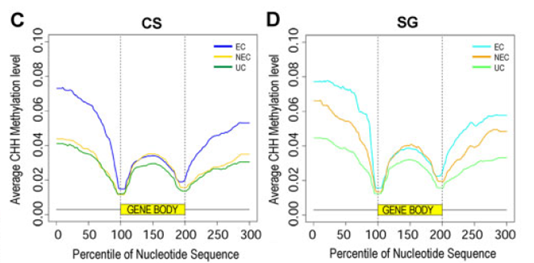 C CS
Average CHH Methylation level
0.00 0.02 0.04 0.06 0.08 0.10
EC
NEC
UC
GENE BODY
0 50 100 150 200 250 300
Percentile of Nucleotide Sequence
D SG
Average CHH Methylation level
0.00 0.02 0.04 0.06 0.08 0.10
EC
NEC
UC
GENE BODY
0 50 100 150 200 250 300
Percentile of Nucleotide Sequence